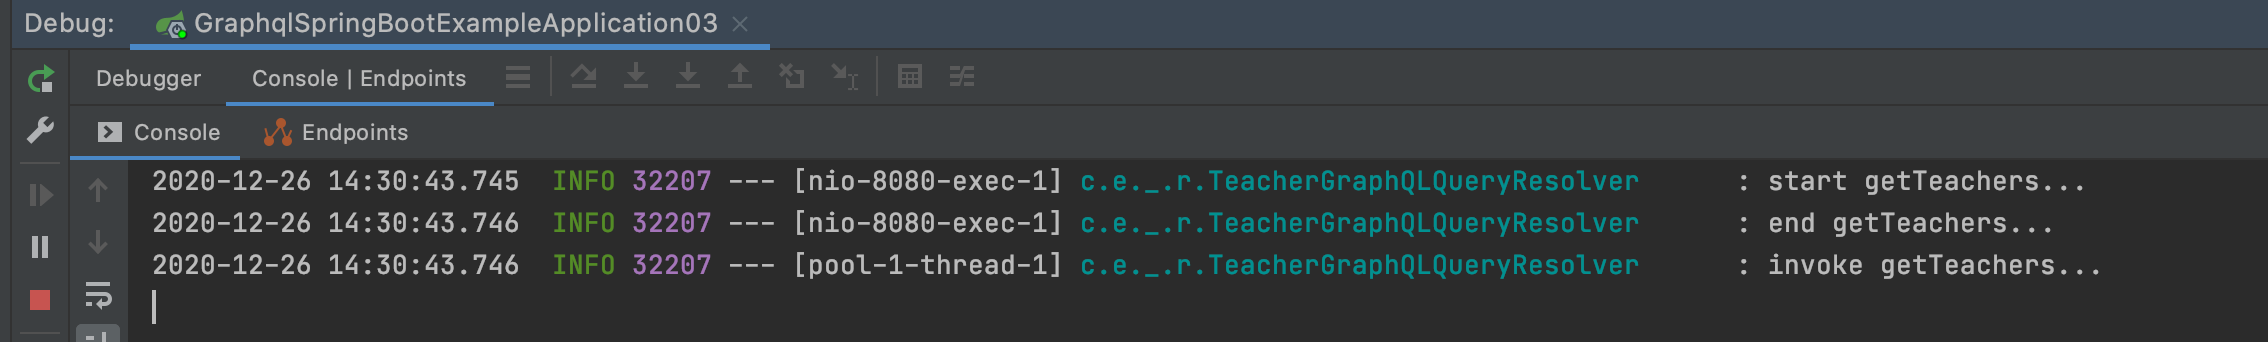 Debug: GraphqlSpringBootExampleApplication03
Debugger Console | Endpoints
Console Endpoints
2020-12-26 14:30:43.745  INFO 32207 --- [nio-8080-exec-1] c.e._.r.TeacherGraphQLQueryResolver      : start getTeachers...
2020-12-26 14:30:43.746  INFO 32207 --- [nio-8080-exec-1] c.e._.r.TeacherGraphQLQueryResolver      : end getTeachers...
2020-12-26 14:30:43.746  INFO 32207 --- [pool-1-thread-1] c.e._.r.TeacherGraphQLQueryResolver      : invoke getTeachers...